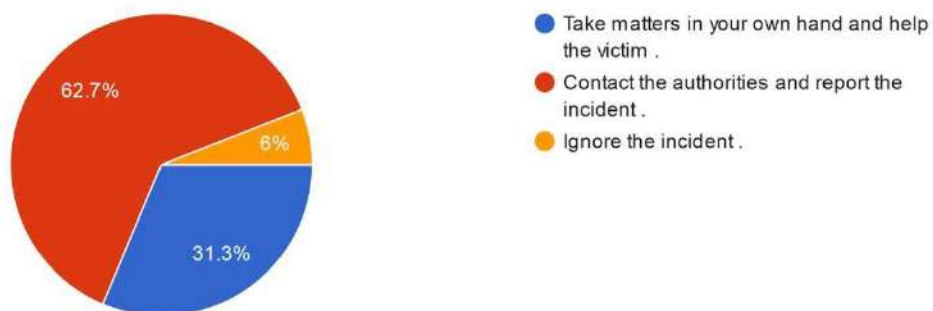 62.7%
6%
31.3%
Take matters in your own hand and help
the victim .
Contact the authorities and report the
incident .
Ignore the incident .